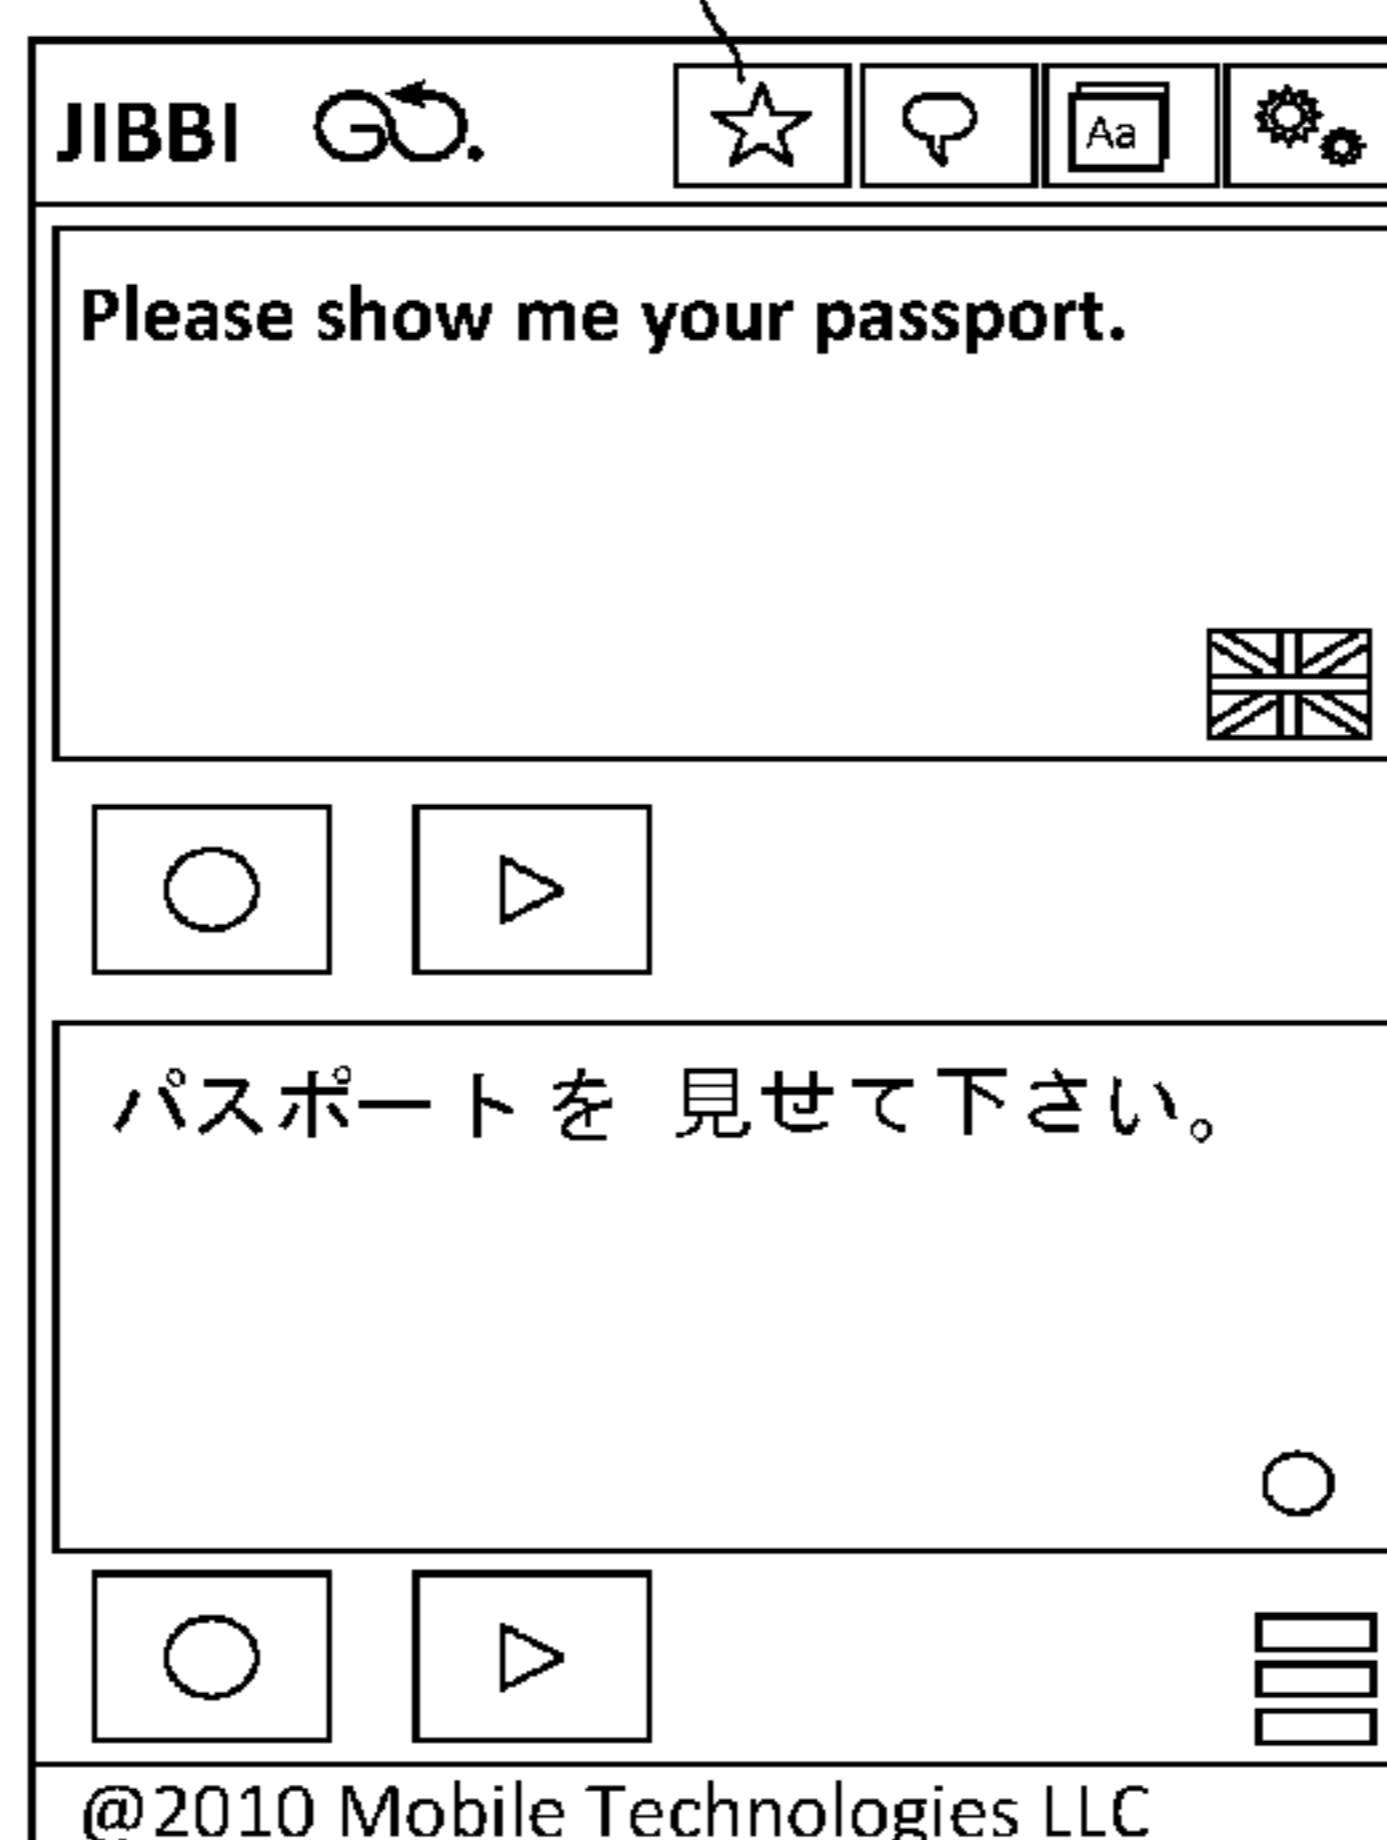 JIBBI GO.
Aa
Please show me your passport.
パスポートを 見せて下さい。
@2010 Mobile Technologies LLC